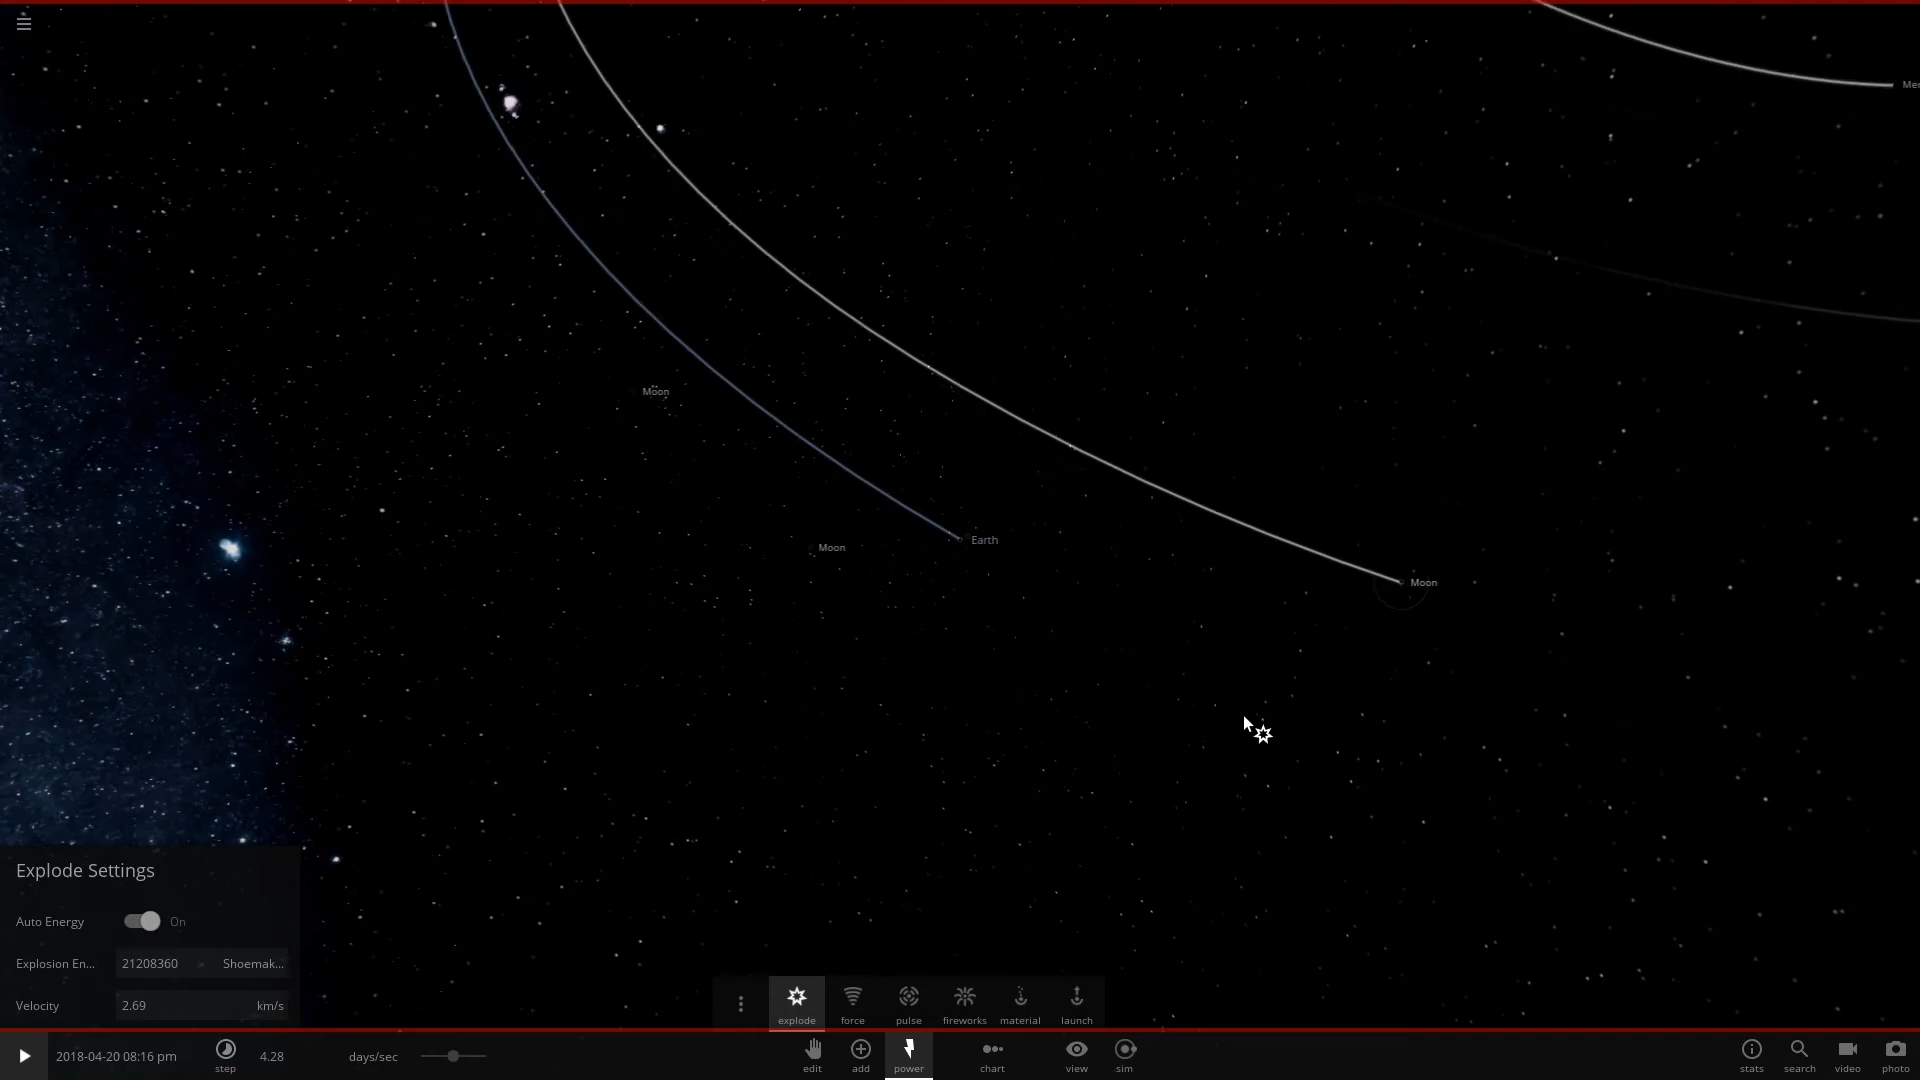 Mer
Moon
Earth
Moon
Moon
Explode Settings
Auto Energy On
Explosion En... 21208360 Shoemak...
Velocity 2.69 km/s
explode force pulse fireworks material launch
2018-04-20 08:16 pm step 4.28 days/sec edit add power chart view sim stats search video photo